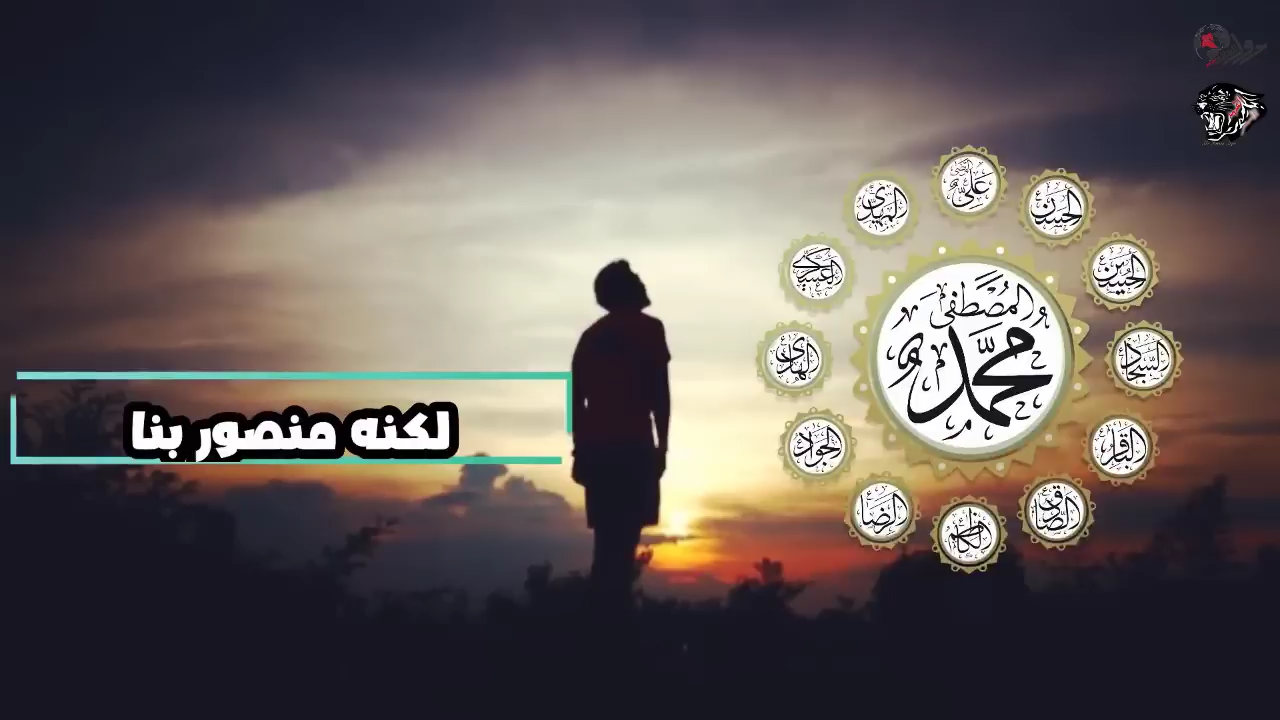 علي
الحسن
المهدي
الحسين
العسكري
المصطفى
محمد
السجاد
الهادي
لكنه منصور بنا
الباقر
الجواد
الصادق
الرضا
الكاظم